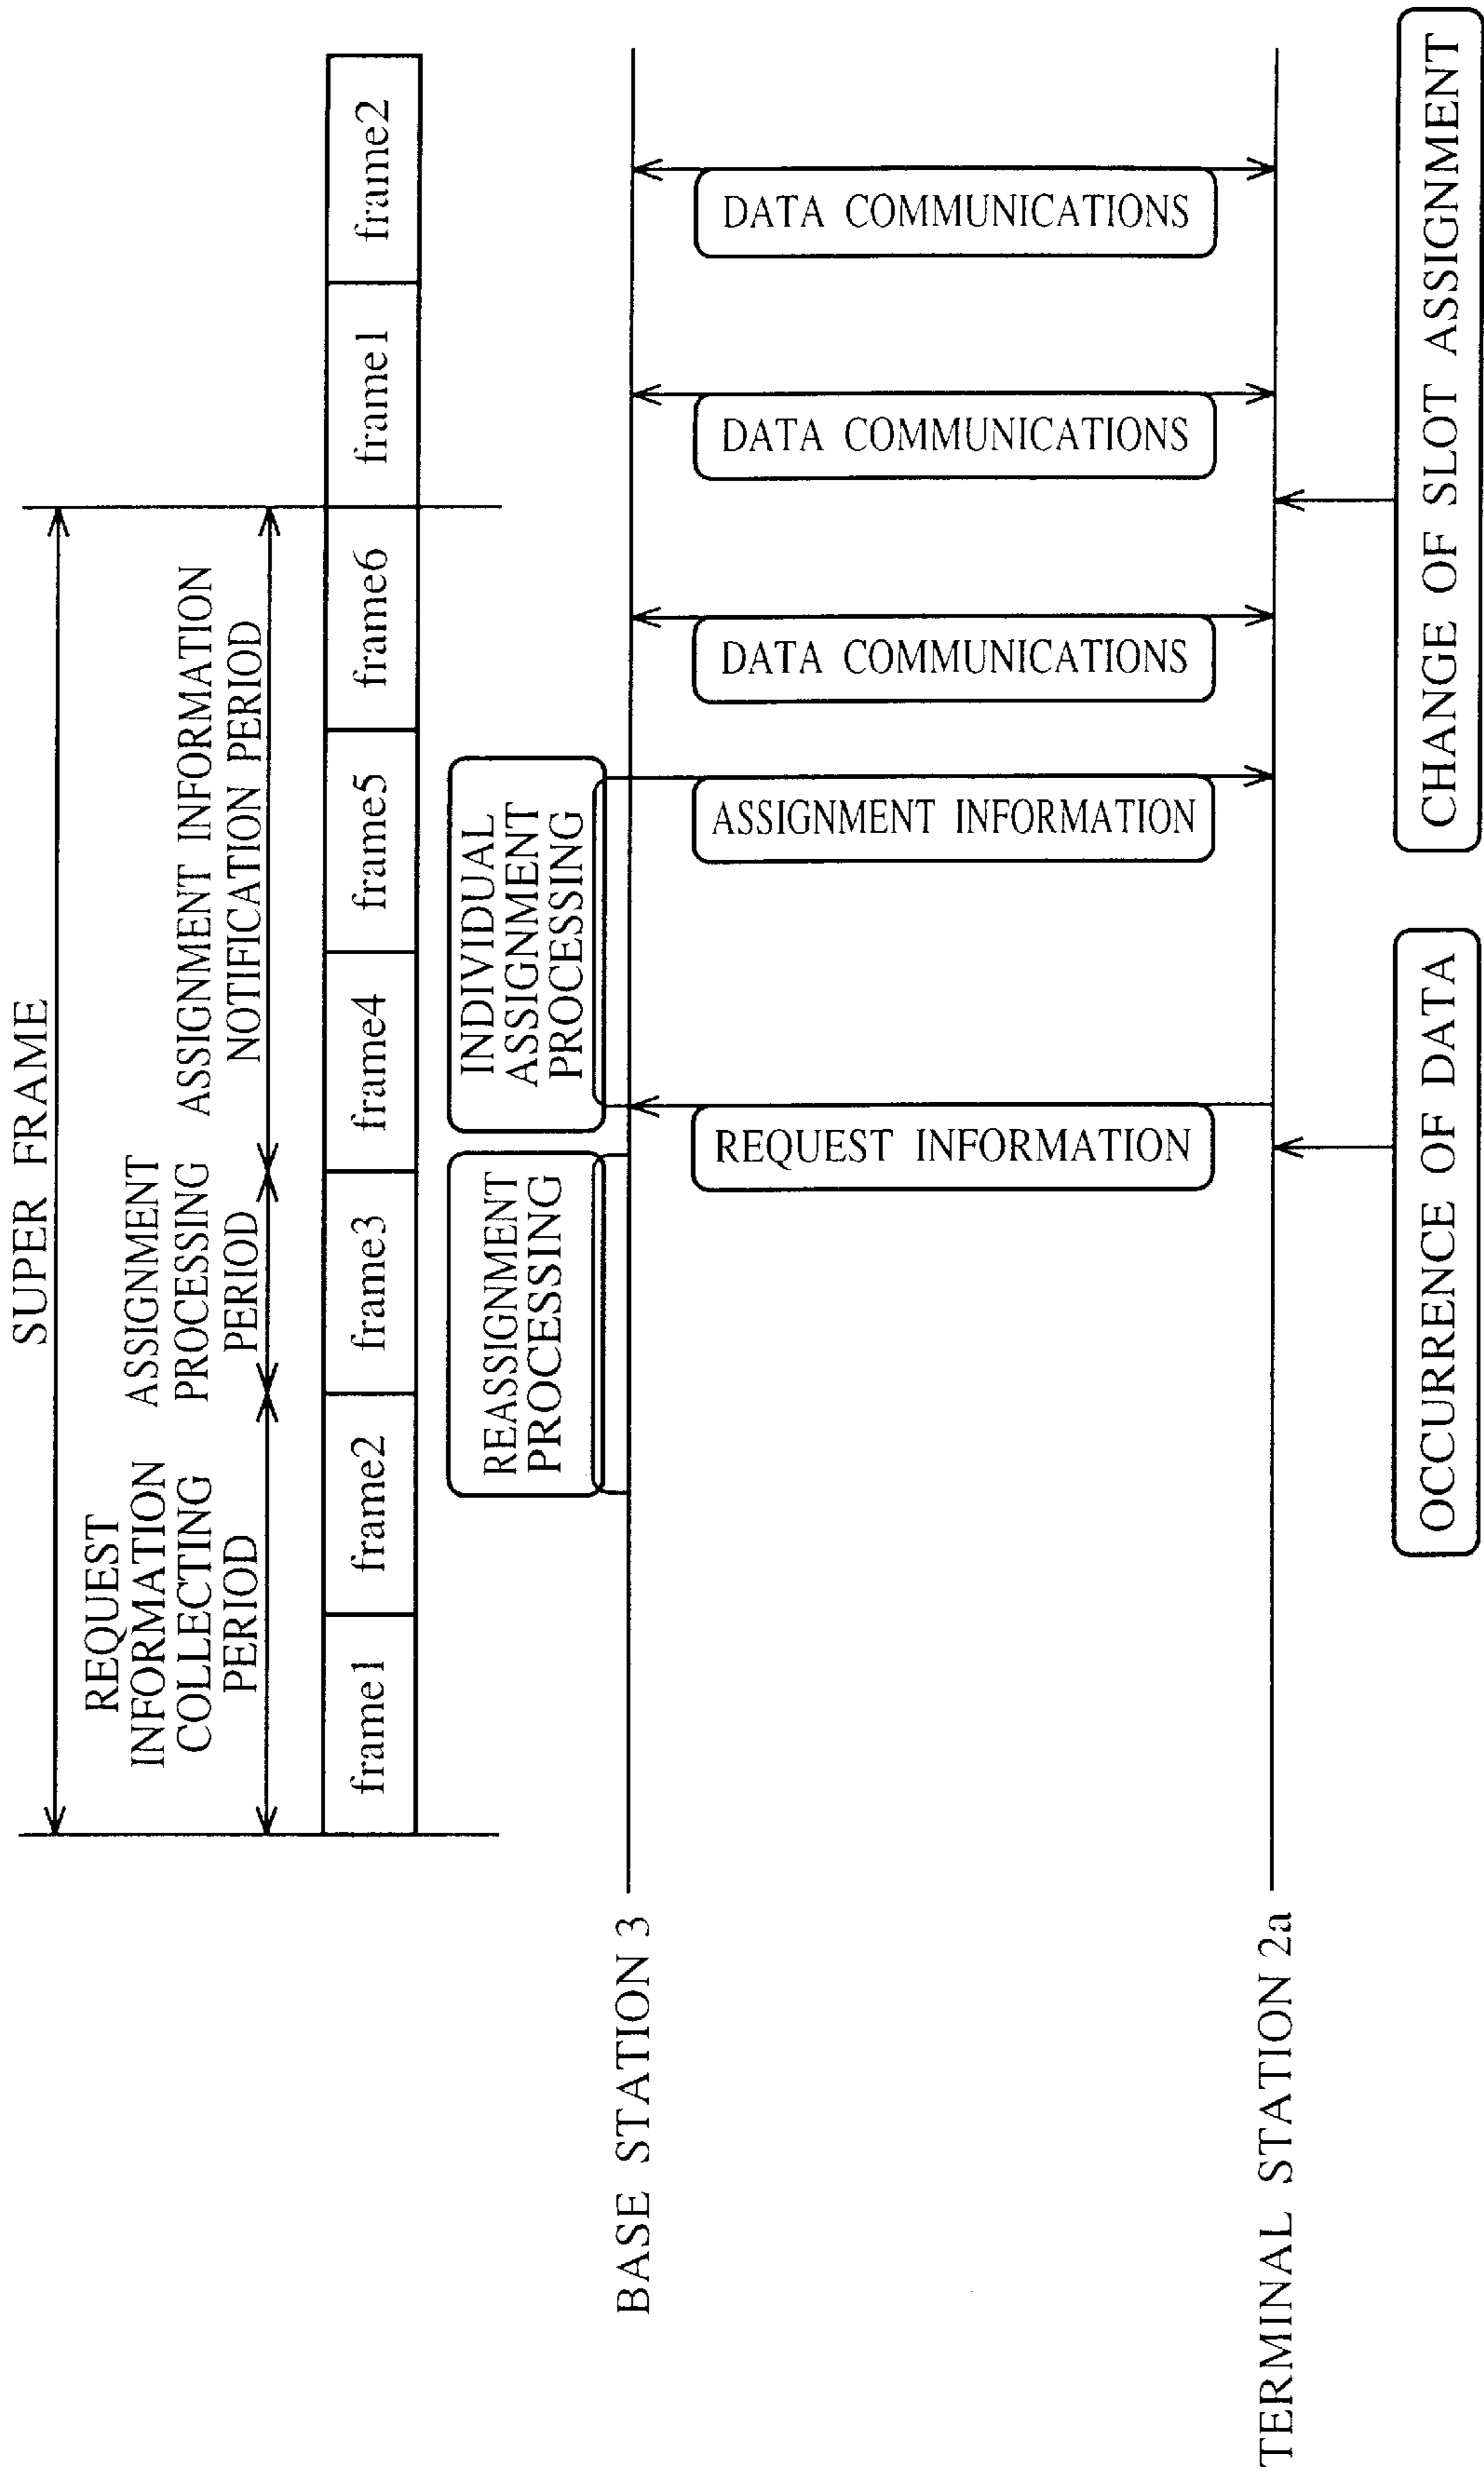 SUPER FRAME
REQUEST
INFORMATION
COLLECTING
PERIOD
ASSIGNMENT
PROCESSING
PERIOD
ASSIGNMENT INFORMATION
NOTIFICATION PERIOD
frame1
frame2
frame3
frame4
frame5
frame6
frame1
frame2
REASSIGNMENT
PROCESSING
INDIVIDUAL
ASSIGNMENT
PROCESSING
BASE STATION 3
REQUEST INFORMATION
ASSIGNMENT INFORMATION
DATA COMMUNICATIONS
DATA COMMUNICATIONS
DATA COMMUNICATIONS
TERMINAL STATION 2a
OCCURRENCE OF DATA
CHANGE OF SLOT ASSIGNMENT